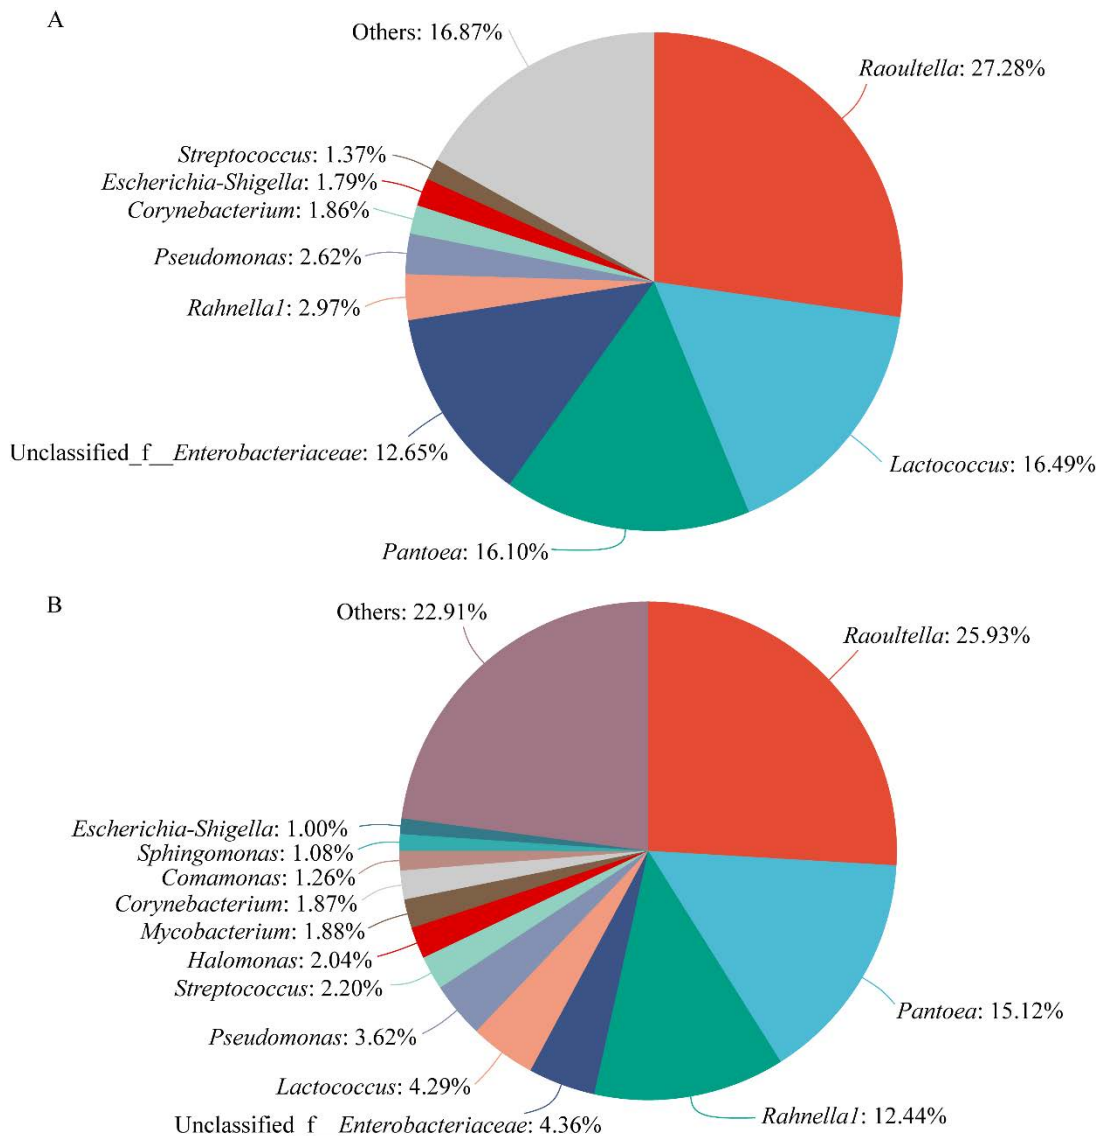 A
Others: 16.87%
Raoultella: 27.28%
Streptococcus: 1.37%
Escherichia-Shigella: 1.79%
Corynebacterium: 1.86%
Pseudomonas: 2.62%
Rahnella1: 2.97%
Unclassified_f__Enterobacteriaceae: 12.65%
Lactococcus: 16.49%
Pantoea: 16.10%
B
Others: 22.91%
Raoultella: 25.93%
Escherichia-Shigella: 1.00%
Sphingomonas: 1.08%
Comamonas: 1.26%
Corynebacterium: 1.87%
Mycobacterium: 1.88%
Halomonas: 2.04%
Streptococcus: 2.20%
Pantoea: 15.12%
Pseudomonas: 3.62%
Lactococcus: 4.29%
Rahnella1: 12.44%
Unclassified f Enterobacteriaceae: 4.36%